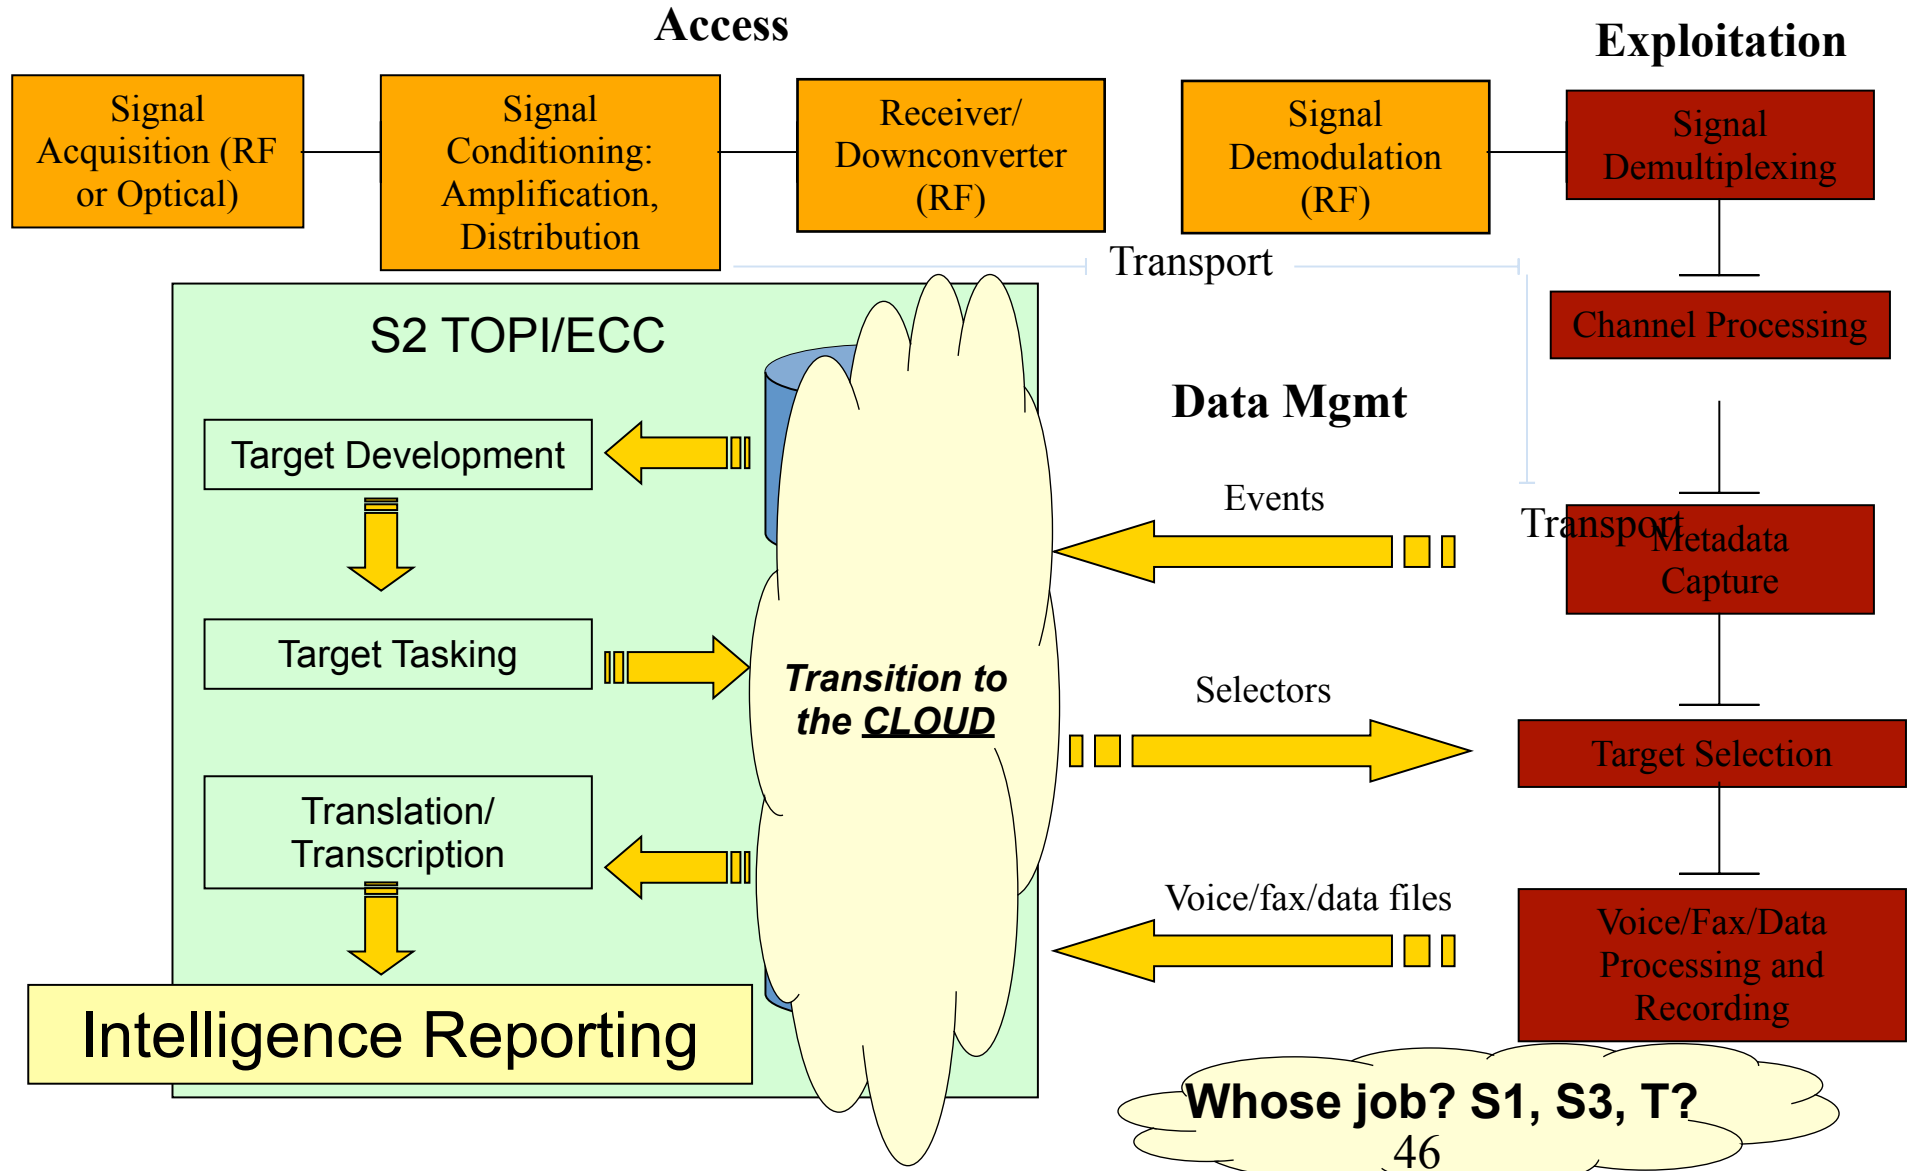 Access
Exploitation
Signal
Acquisition (RF
or Optical)
Signal
Conditioning:
Amplification,
Distribution
Receiver/
Downconverter
(RF)
Signal
Demodulation
(RF)
Signal
Demultiplexing
Transport
Channel Processing
S2 TOPI/ECC
Data Mgmt
Target Development
Events
Transport
Metadata
Capture
Target Tasking
Transition to
the CLOUD
Selectors
Target Selection
Translation/
Transcription
Voice/fax/data files
Voice/Fax/Data
Processing and
Recording
Intelligence Reporting
Whose job? S1, S3, T?
46